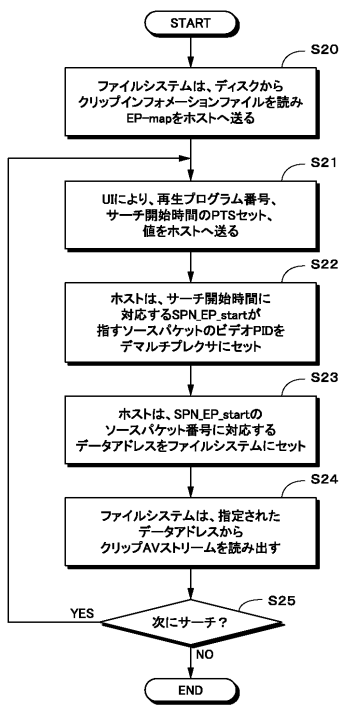 START
S20
ファイルシステムは、ディスクから
クリップインフォメーションファイルを読み
EP-mapをホストへ送る
S21
UIにより、再生プログラム番号、
サーチ開始時間のPTSセット、
値をホストへ送る
S22
ホストは、サーチ開始時間に
対応するSPN_EP_startが
指すソースパケットのビデオPIDを
デマルチプレクサにセット
S23
ホストは、SPN_EP_startの
ソースパケット番号に対応する
データアドレスをファイルシステムにセット
S24
ファイルシステムは、指定された
データアドレスから
クリップAVストリームを読み出す
S25
YES
次にサーチ？
NO
END